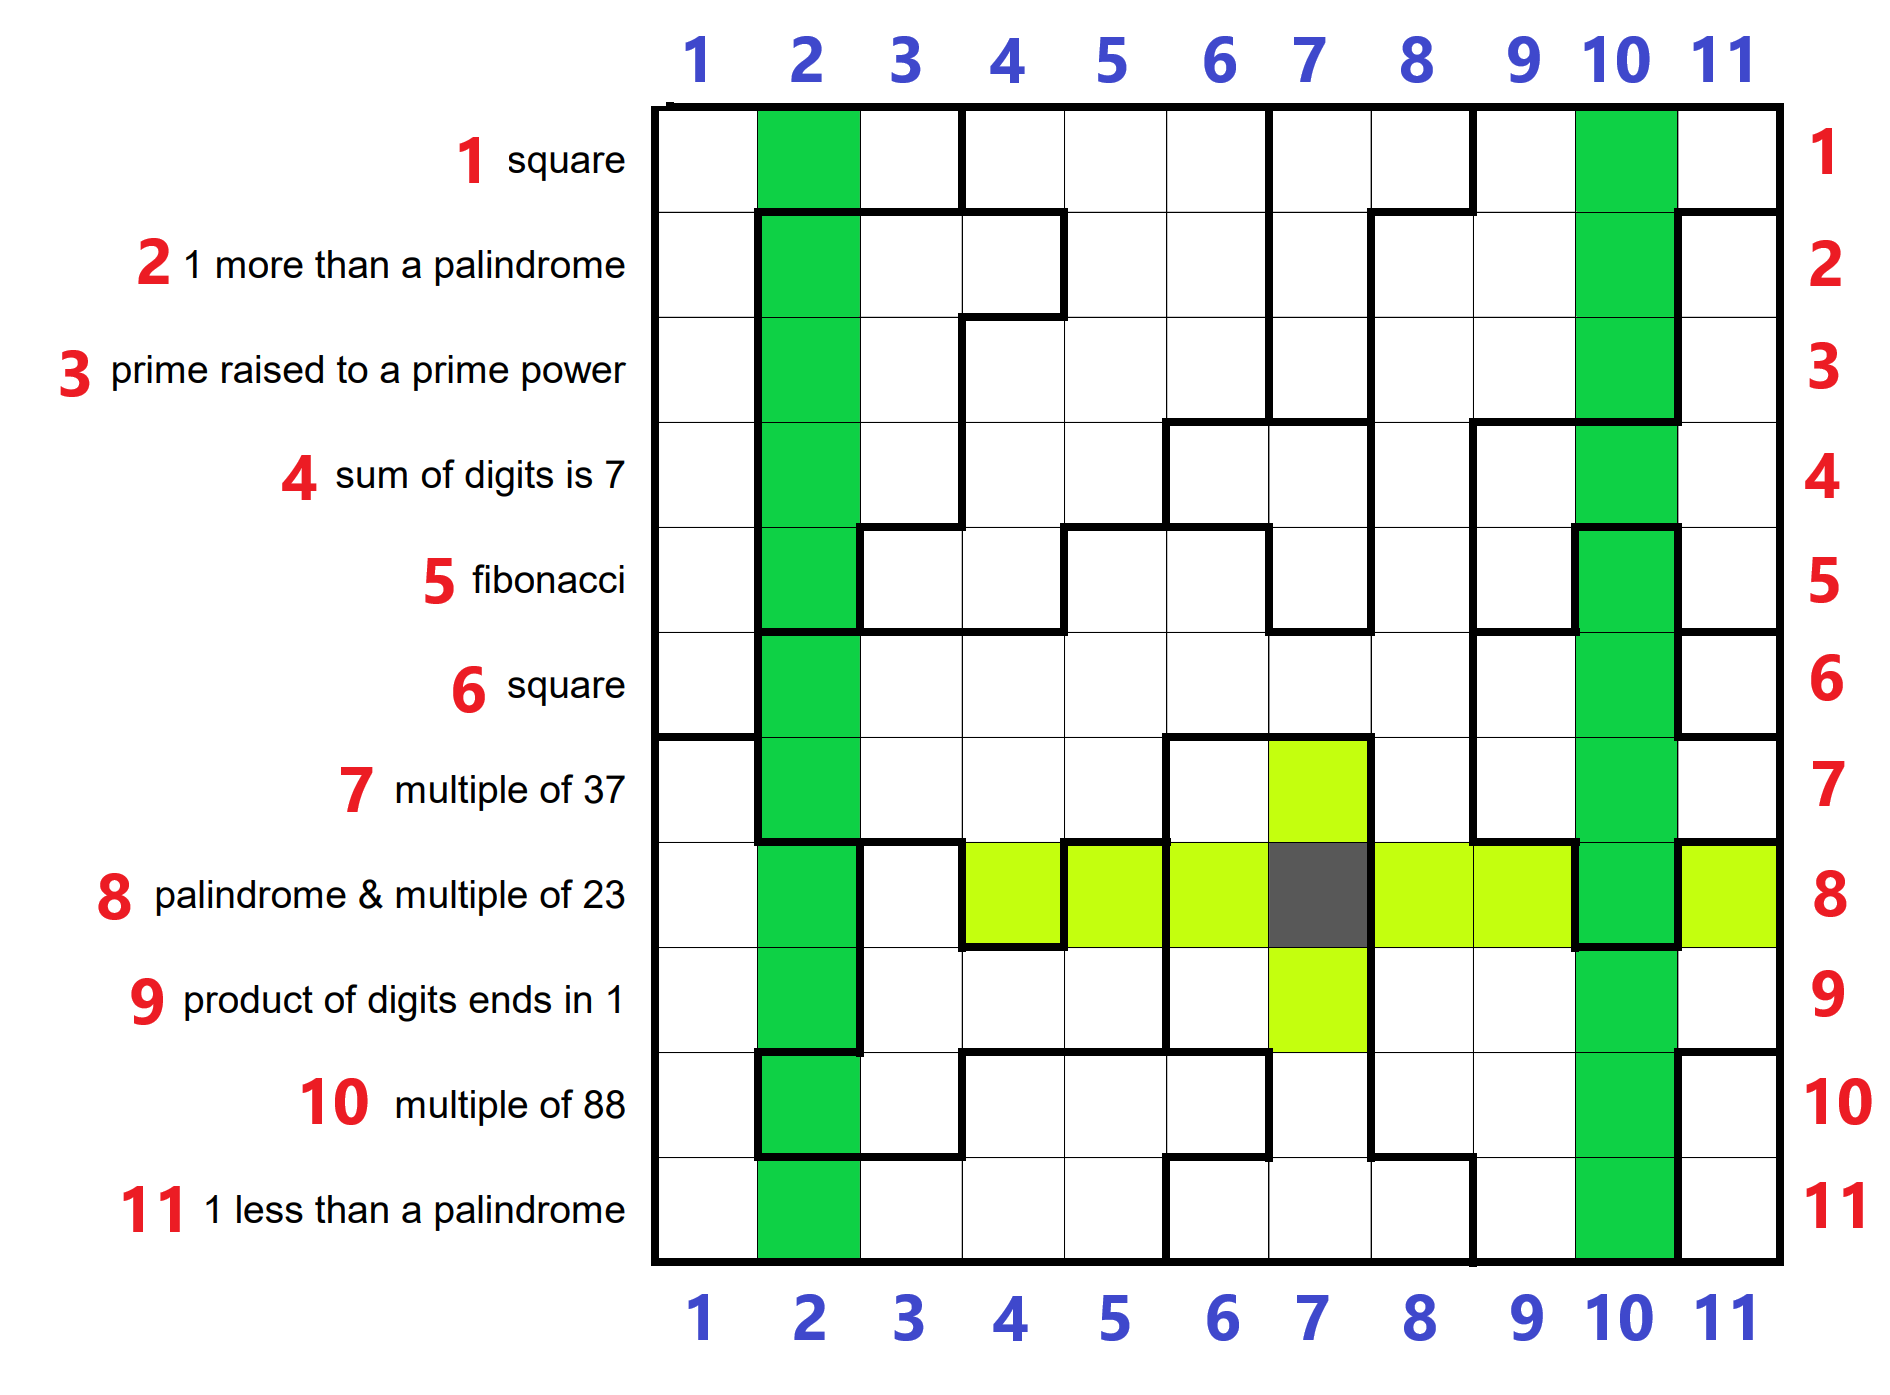 1 2 3 4 5 6 7 8 9 10 11
1 square 1
2 1 more than a palindrome 2
3 prime raised to a prime power 3
4 sum of digits is 7 4
5 fibonacci 5
6 square 6
7 multiple of 37 7
8 palindrome & multiple of 23 8
9 product of digits ends in 1 9
10 multiple of 88 10
11 1 less than a palindrome 11
1 2 3 4 5 6 7 8 9 10 11